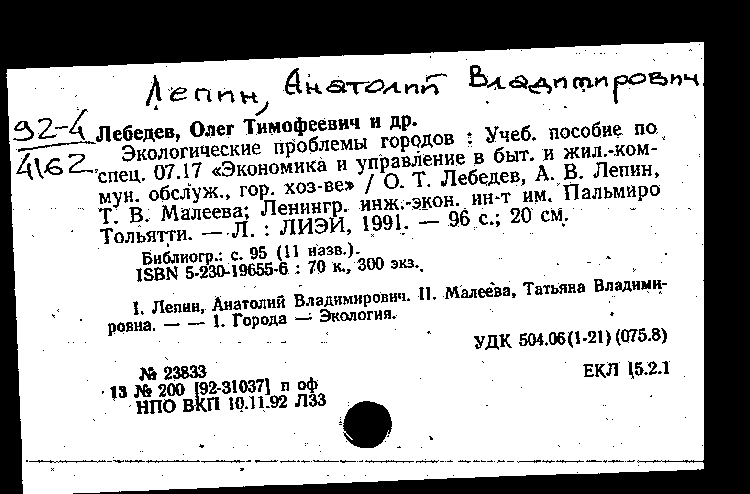 Лепин, Анатолий Владимирович
92-4
4162
Лебедев, Олег Тимофеевич и др.
Экологические проблемы городов : Учеб. пособие по
спец. 07.17 «Экономика и управление в быт. и жил.-ком-
мун. обслуж., гор. хоз-ве» / О. Т. Лебедев, А. В. Лепин,
Т. В. Малеева; Ленингр. инж.-экон. ин-т им. Пальмиро
Тольятти. — Л. : ЛИЭИ, 1991. — 96 с.; 20 см.
Библиогр.: с. 95 (11 назв.).
ISBN 5-230-19655-6 : 70 к., 300 экз.
I. Лепин, Анатолий Владимирович. II. Малеева, Татьяна Владими-
ровна. — — 1. Города — Экология.
УДК 504.06(1-21)(075.8)
№ 23833
ЕКЛ 15.2.1
13 № 200 [92-31037] п оф
НПО ВКП 10.11.92 Л33